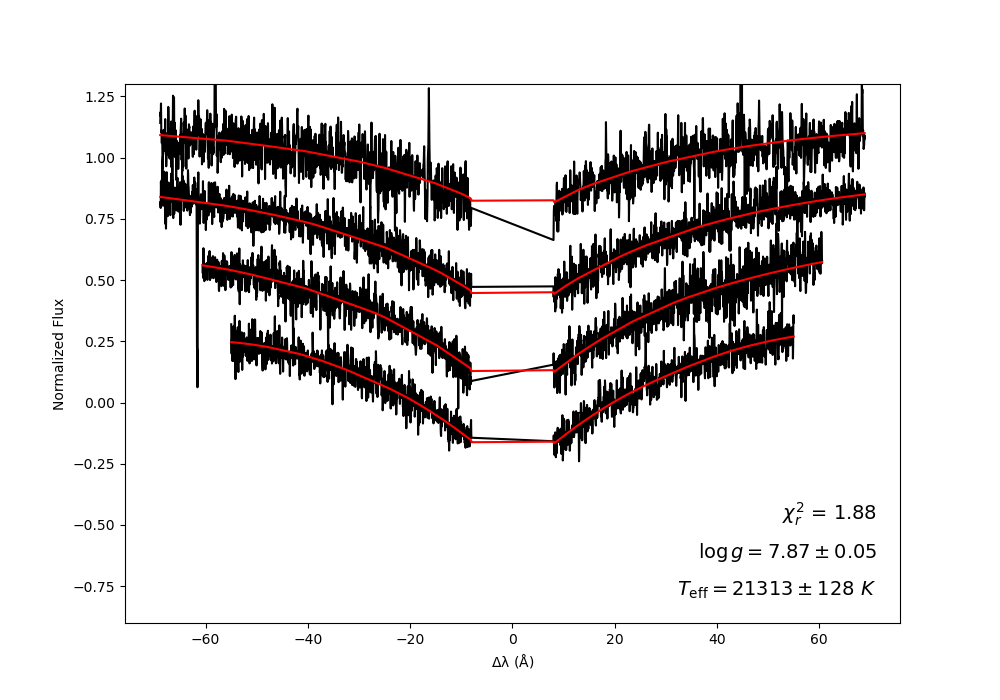 1.25
1.00
0.75
0.50
0.25
0.00
−0.25
−0.50
−0.75
Normalized Flux
χ²ᵣ = 1.88
log g = 7.87 ± 0.05
T_eff = 21313 ± 128 K
−60 −40 −20 0 20 40 60
Δλ (Å)